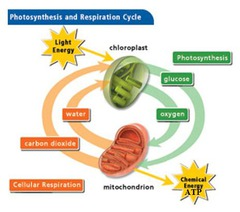 Photosynthesis and Respiration Cycle
Light
Energy
chloroplast
Photosynthesis
glucose
water
oxygen
carbon dioxide
Cellular Respiration
mitochondrion
Chemical
Energy
ATP